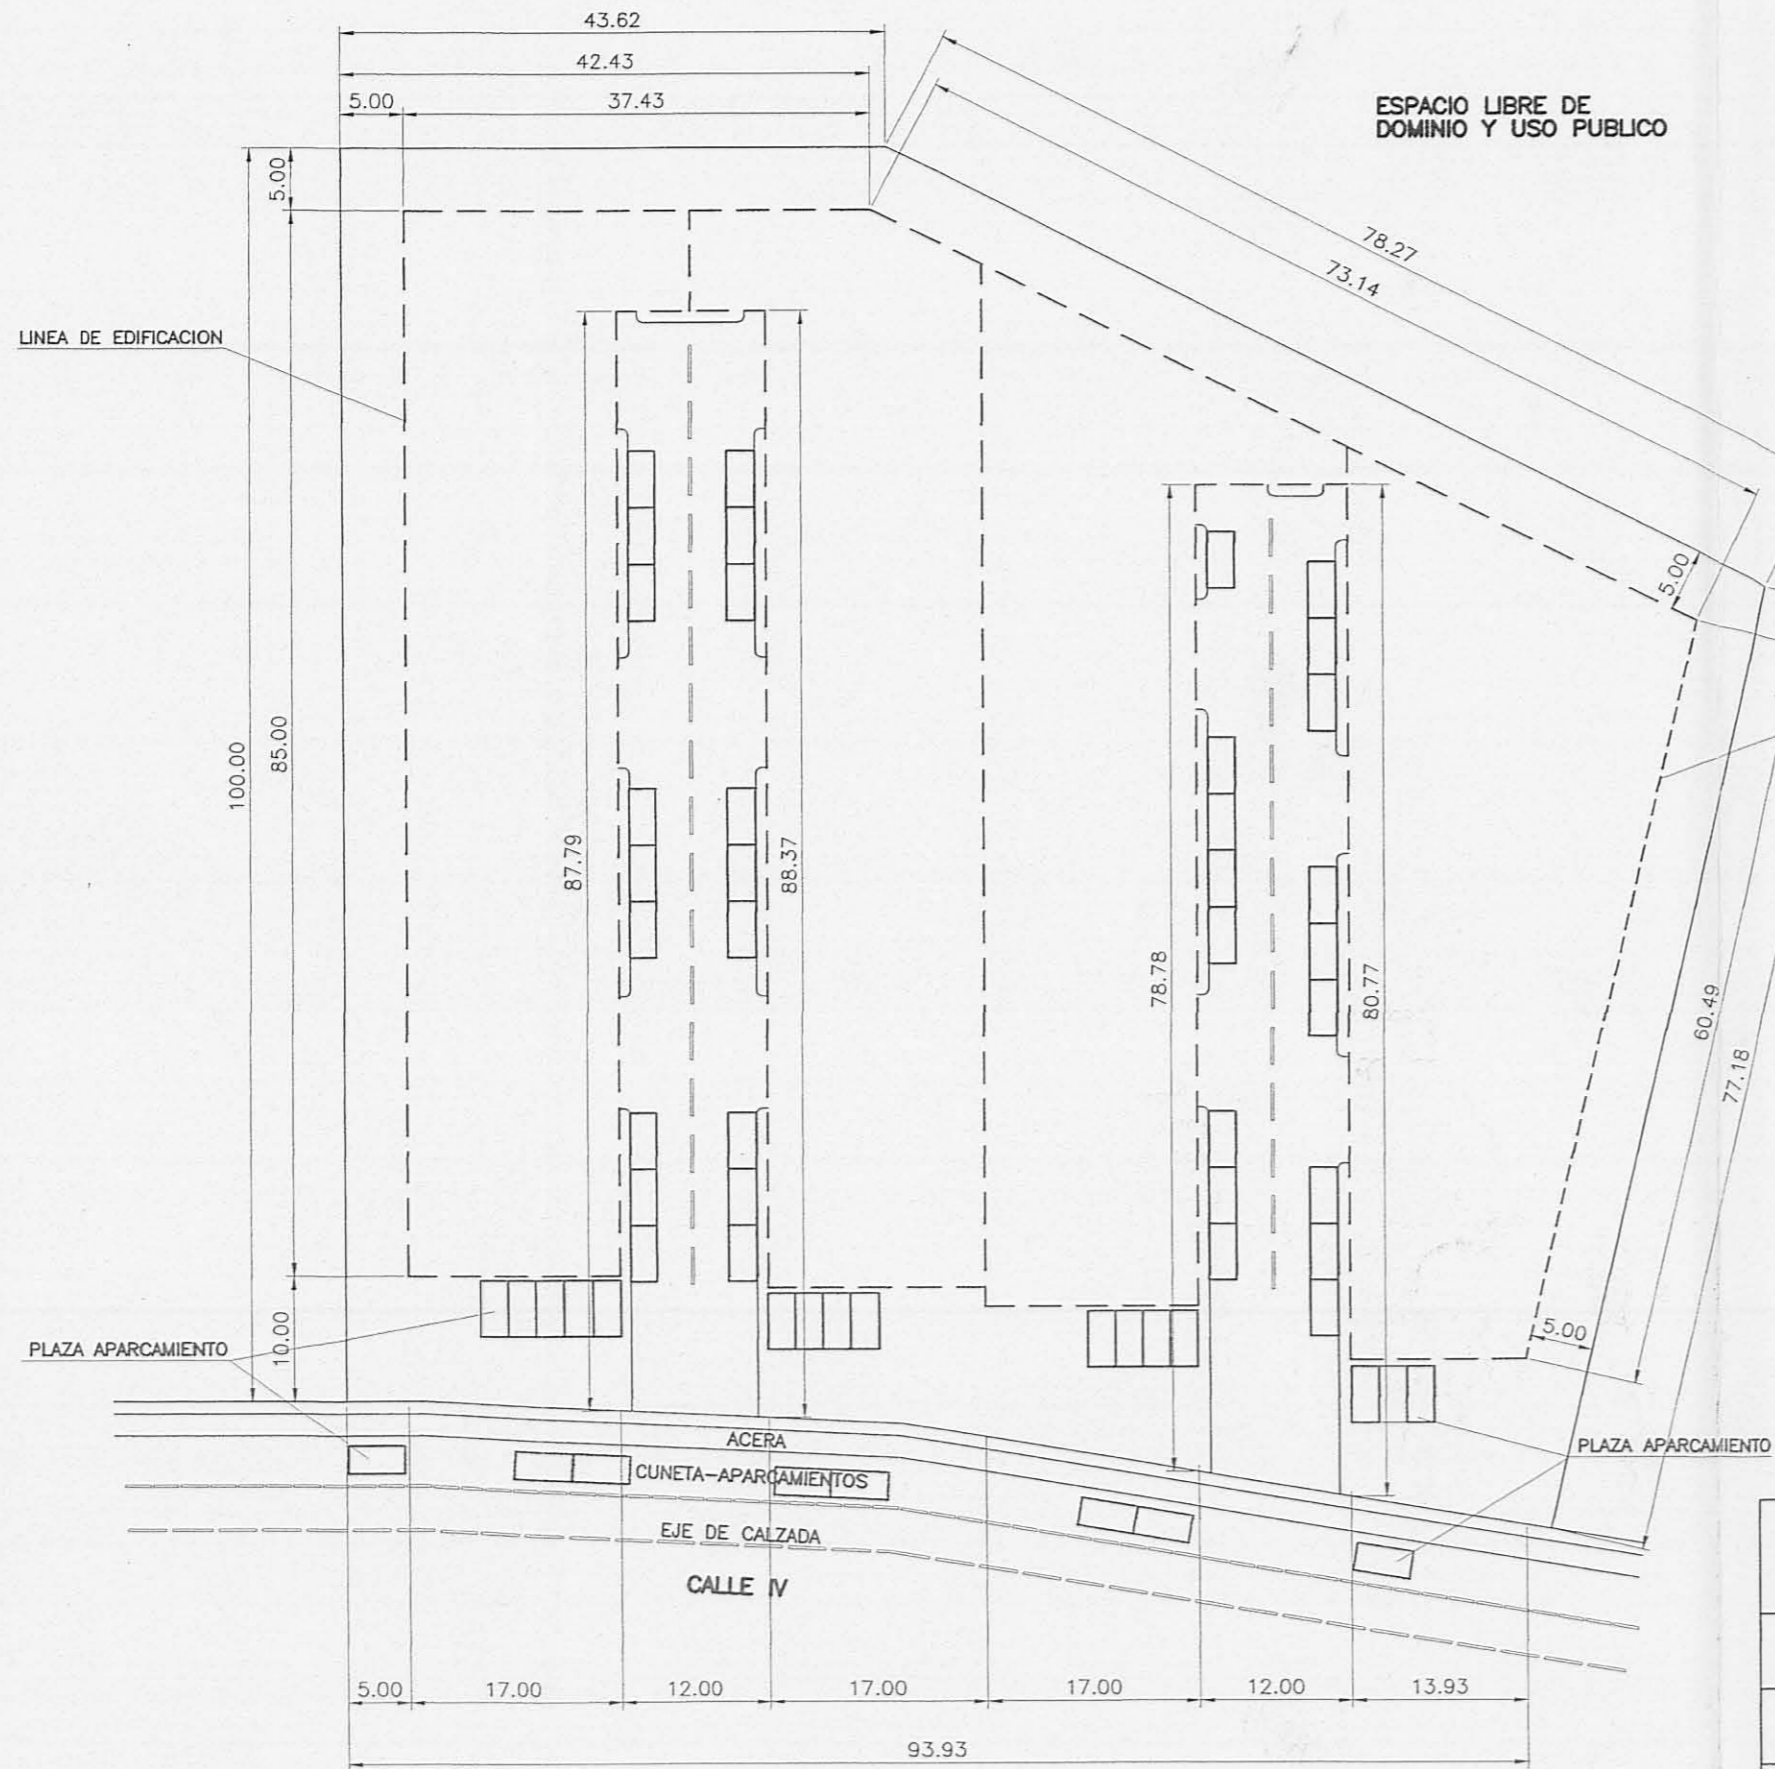 43.62
42.43
5.00
37.43
ESPACIO LIBRE DE
DOMINIO Y USO PUBLICO
5.00
78.27
73.14
LINEA DE EDIFICACION
5.00
100.00
85.00
87.79
88.37
78.78
80.77
60.49
77.18
10.00
5.00
PLAZA APARCAMIENTO
ACERA
PLAZA APARCAMIENTO
CUNETA-APARCAMIENTOS
EJE DE CALZADA
CALLE IV
5.00
17.00
12.00
17.00
17.00
12.00
13.93
93.93